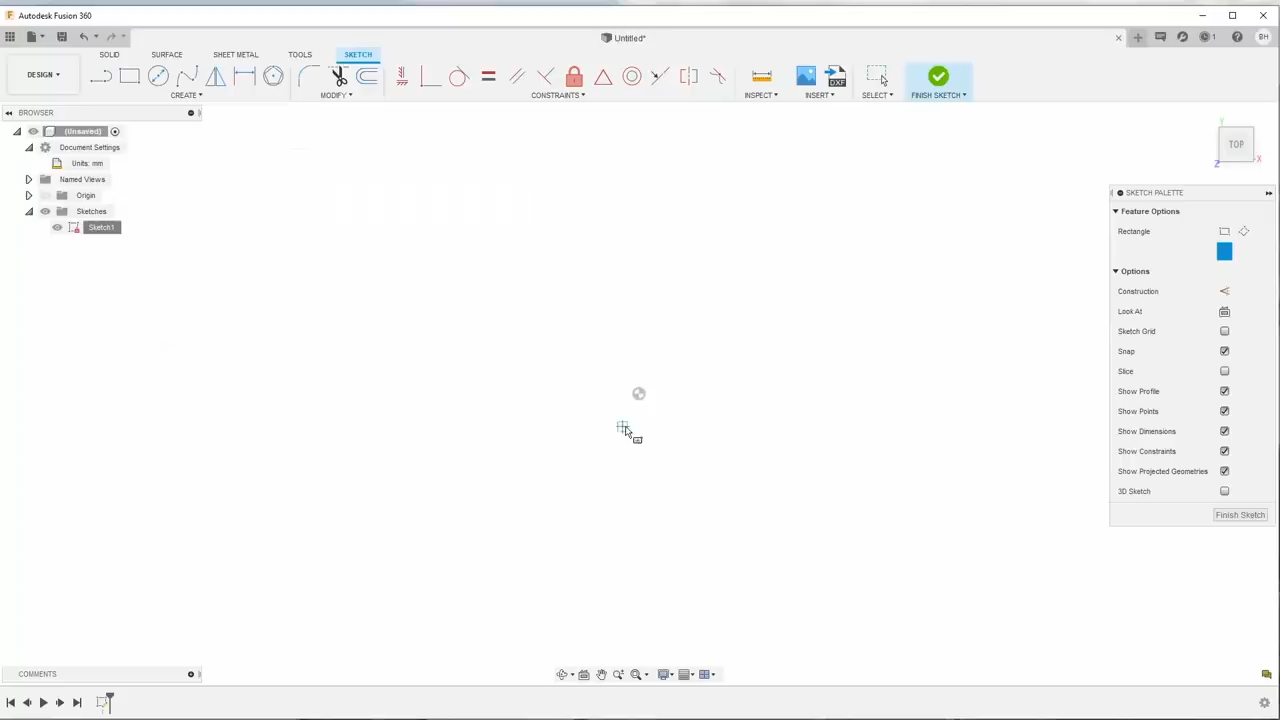 Autodesk Fusion 360
Untitled*
1
BH
DESIGN
SOLID
SURFACE
SHEET METAL
TOOLS
SKETCH
CREATE
MODIFY
CONSTRAINTS
INSPECT
INSERT
SELECT
FINISH SKETCH
DXF
BROWSER
(Unsaved)
Document Settings
Units: mm
Named Views
Origin
Sketches
Sketch1
Y
TOP
X
Z
SKETCH PALETTE
Feature Options
Rectangle
Options
Construction
Look At
Sketch Grid
Snap
Slice
Show Profile
Show Points
Show Dimensions
Show Constraints
Show Projected Geometries
3D Sketch
Finish Sketch
COMMENTS